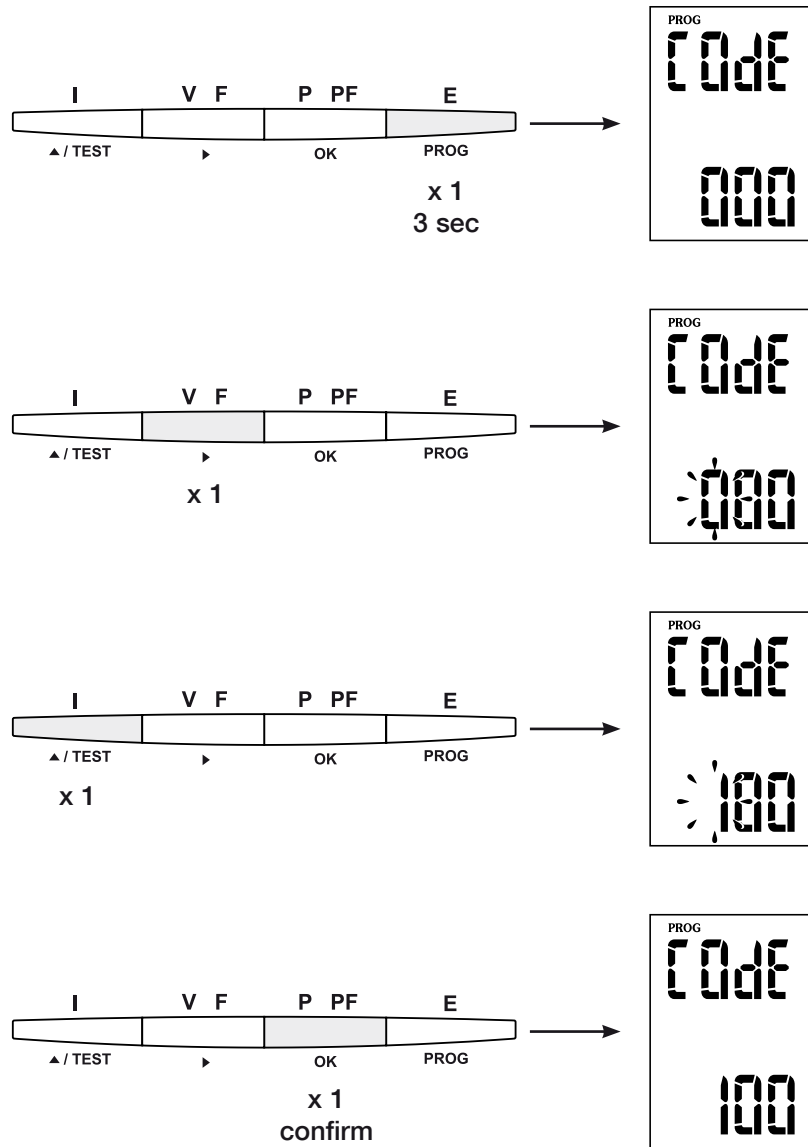 PROG
COdE
000
I V F P PF E
▲ / TEST ► OK PROG
x 1
3 sec
PROG
COdE
000
I V F P PF E
▲ / TEST ► OK PROG
x 1
PROG
COdE
100
I V F P PF E
▲ / TEST ► OK PROG
x 1
PROG
COdE
100
I V F P PF E
▲ / TEST ► OK PROG
x 1
confirm